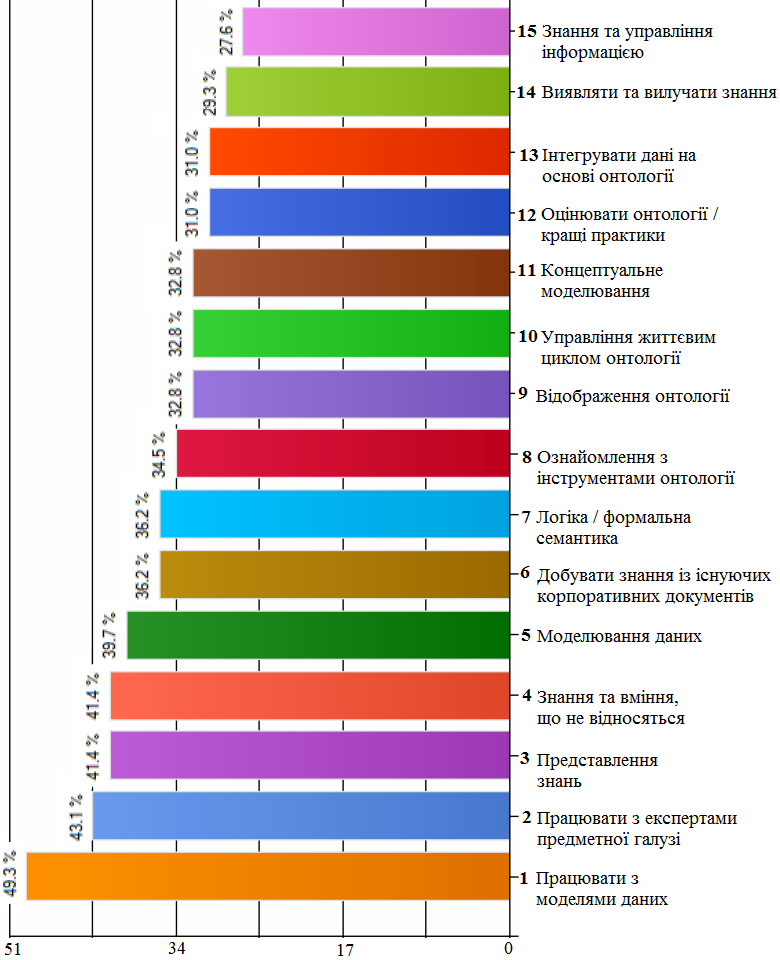 27.6 %
15 Знання та управління
інформацією
29.3 %
14 Виявляти та вилучати знання
31.0 %
13 Інтегрувати дані на
основі онтології
31.0 %
12 Оцінювати онтології /
кращі практики
32.8 %
11 Концептуальне
моделювання
32.8 %
10 Управління життєвим
циклом онтології
32.8 %
9 Відображення онтології
34.5 %
8 Ознайомлення з
інструментами онтології
36.2 %
7 Логіка / формальна
семантика
36.2 %
6 Добувати знання із існуючих
корпоративних документів
39.7 %
5 Моделювання даних
41.4 %
4 Знання та вміння,
що не відносяться
41.4 %
3 Представлення
знань
43.1 %
2 Працювати з експертами
предметної галузі
49.3 %
1 Працювати з
моделями даних
51 34 17 0